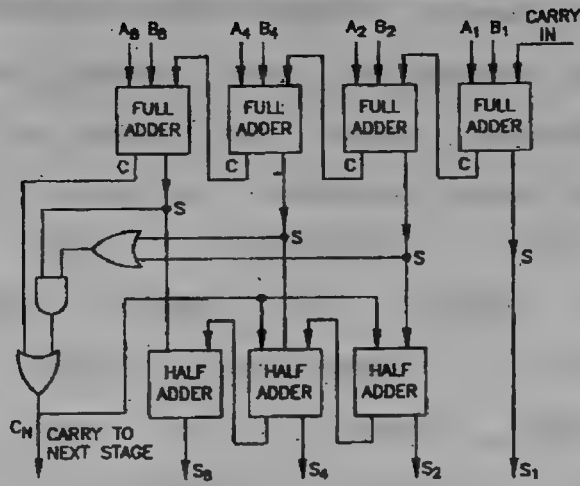 A8 B8
A4 B4
A2 B2
A1 B1
CARRY
IN
FULL
ADDER
FULL
ADDER
FULL
ADDER
FULL
ADDER
C
C
C
C
S
S
S
S
HALF
ADDER
HALF
ADDER
HALF
ADDER
CN
CARRY TO
NEXT STAGE
S8
S4
S2
S1